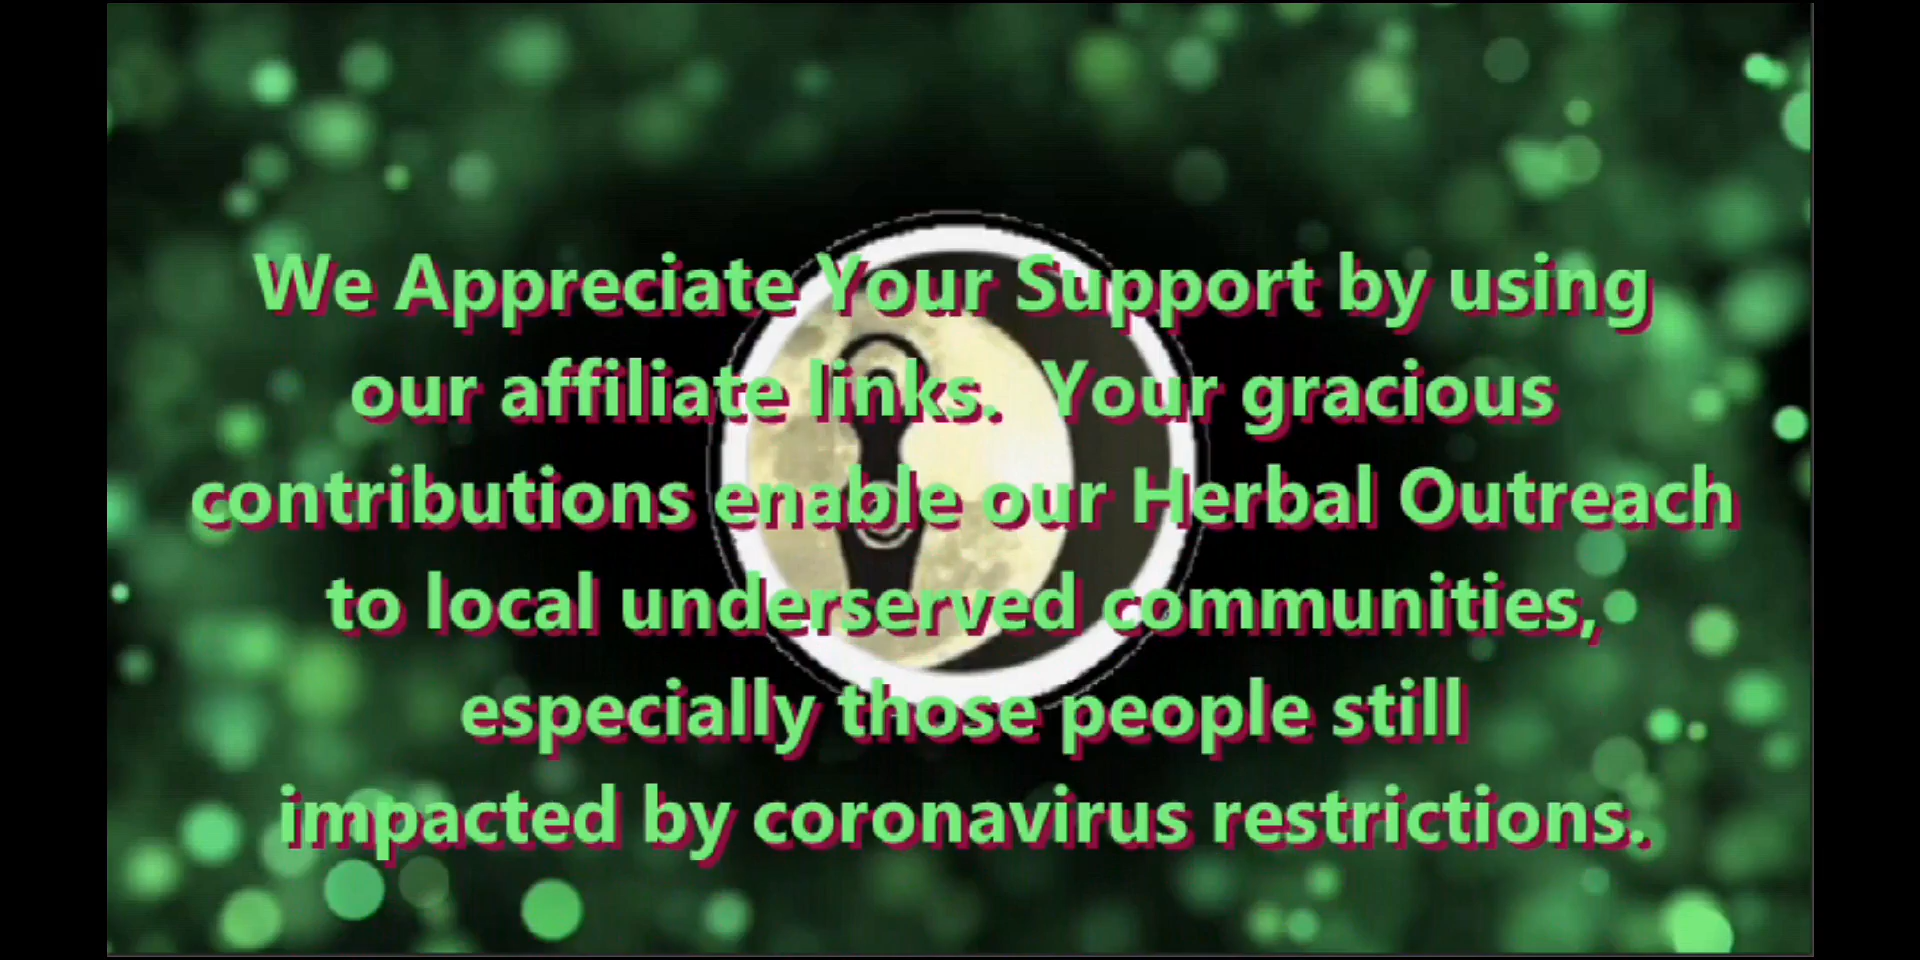 We Appreciate Your Support by using
our affiliate links.  Your gracious
contributions enable our Herbal Outreach
to local underserved communities,
especially those people still
impacted by coronavirus restrictions.